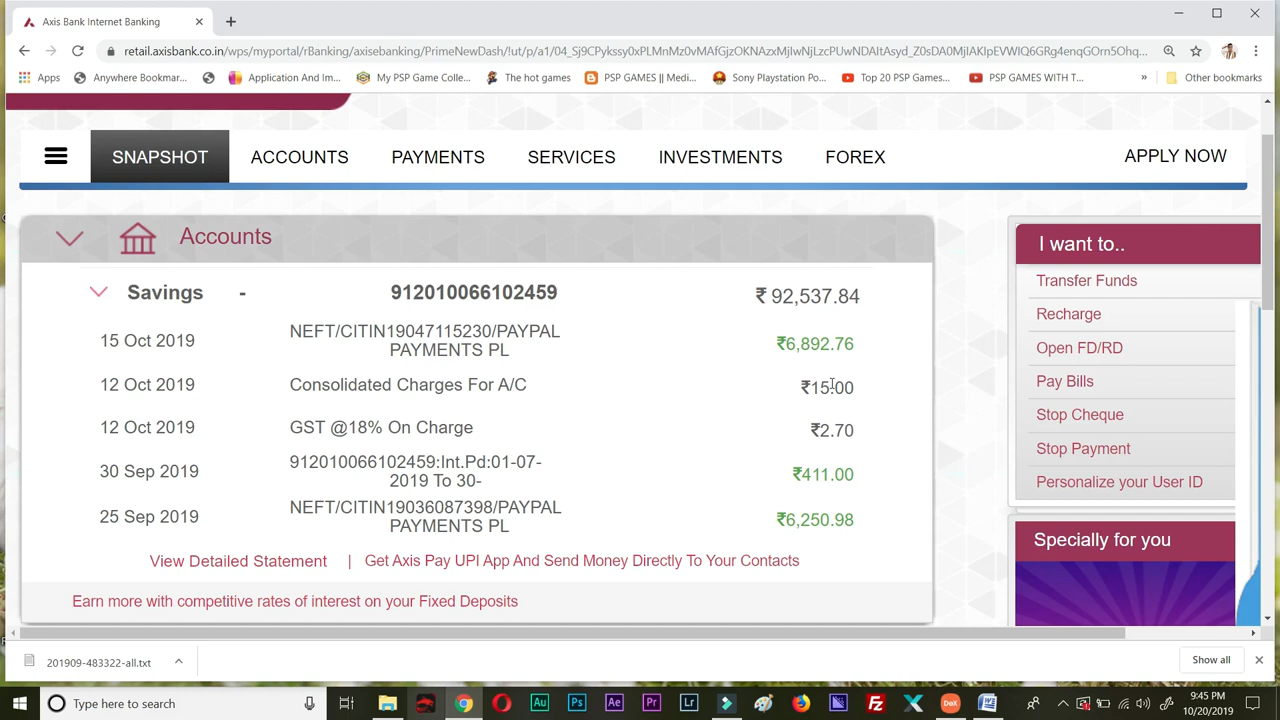 Axis Bank Internet Banking
retail.axisbank.co.in/wps/myportal/rBanking/axisebanking/PrimeNewDash/
Apps
Anywhere Bookmar...
Application And Im...
My PSP Game Colle...
The hot games
PSP GAMES || Medi...
Sony Playstation Po...
Top 20 PSP Games...
PSP GAMES WITH T...
»
Other bookmarks
SNAPSHOT
ACCOUNTS
PAYMENTS
SERVICES
INVESTMENTS
FOREX
APPLY NOW
Accounts
Savings - 912010066102459 ₹ 92,537.84
15 Oct 2019 NEFT/CITIN19047115230/PAYPAL
PAYMENTS PL ₹6,892.76
12 Oct 2019 Consolidated Charges For A/C ₹15.00
12 Oct 2019 GST @18% On Charge ₹2.70
30 Sep 2019 912010066102459:Int.Pd:01-07-
2019 To 30- ₹411.00
25 Sep 2019 NEFT/CITIN19036087398/PAYPAL
PAYMENTS PL ₹6,250.98
View Detailed Statement | Get Axis Pay UPI App And Send Money Directly To Your Contacts
Earn more with competitive rates of interest on your Fixed Deposits
I want to..
Transfer Funds
Recharge
Open FD/RD
Pay Bills
Stop Cheque
Stop Payment
Personalize your User ID
Specially for you
201909-483322-all.txt
Show all
Type here to search
Au
Ps
Ae
Pr
Lr
Fz
DeX
9:45 PM
10/20/2019